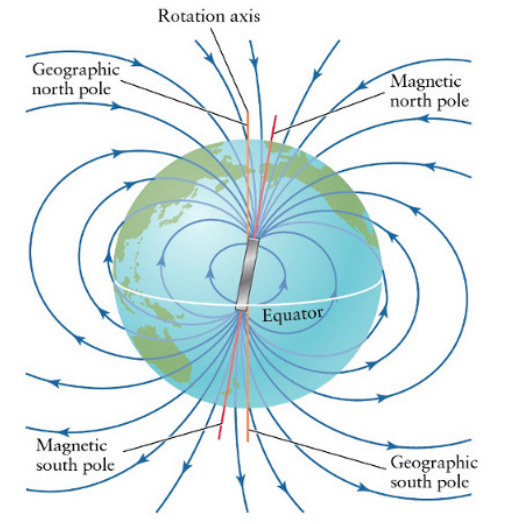 Rotation axis
Geographic
north pole
Magnetic
north pole
Equator
Magnetic
south pole
Geographic
south pole